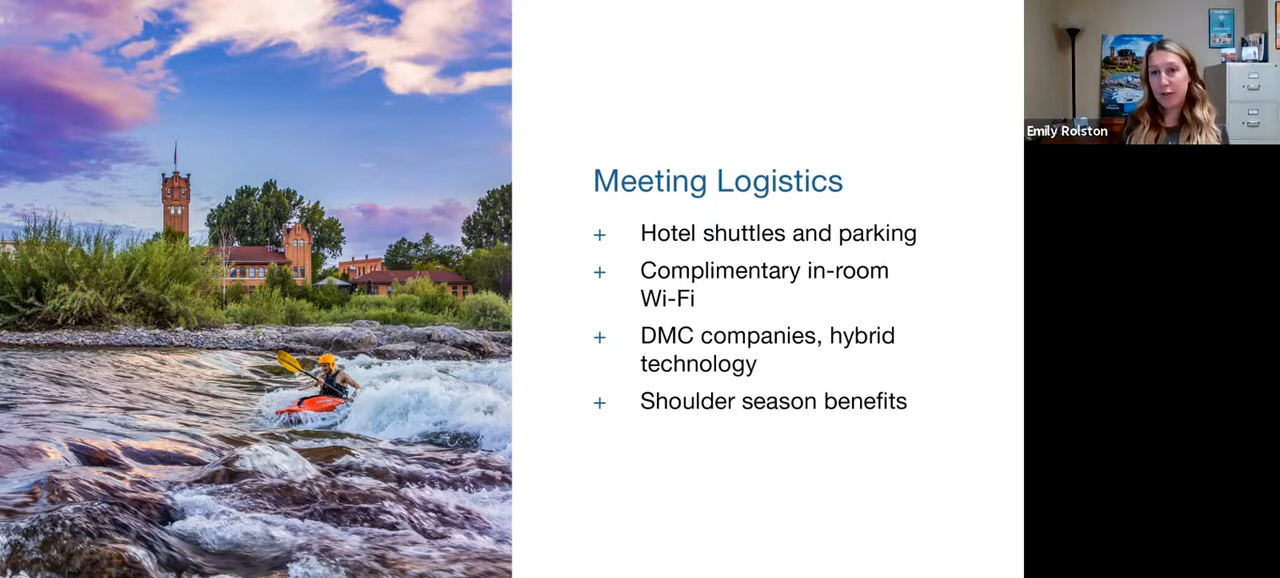 Meeting Logistics
+ Hotel shuttles and parking
+ Complimentary in-room
Wi-Fi
+ DMC companies, hybrid
technology
+ Shoulder season benefits
Emily Rolston